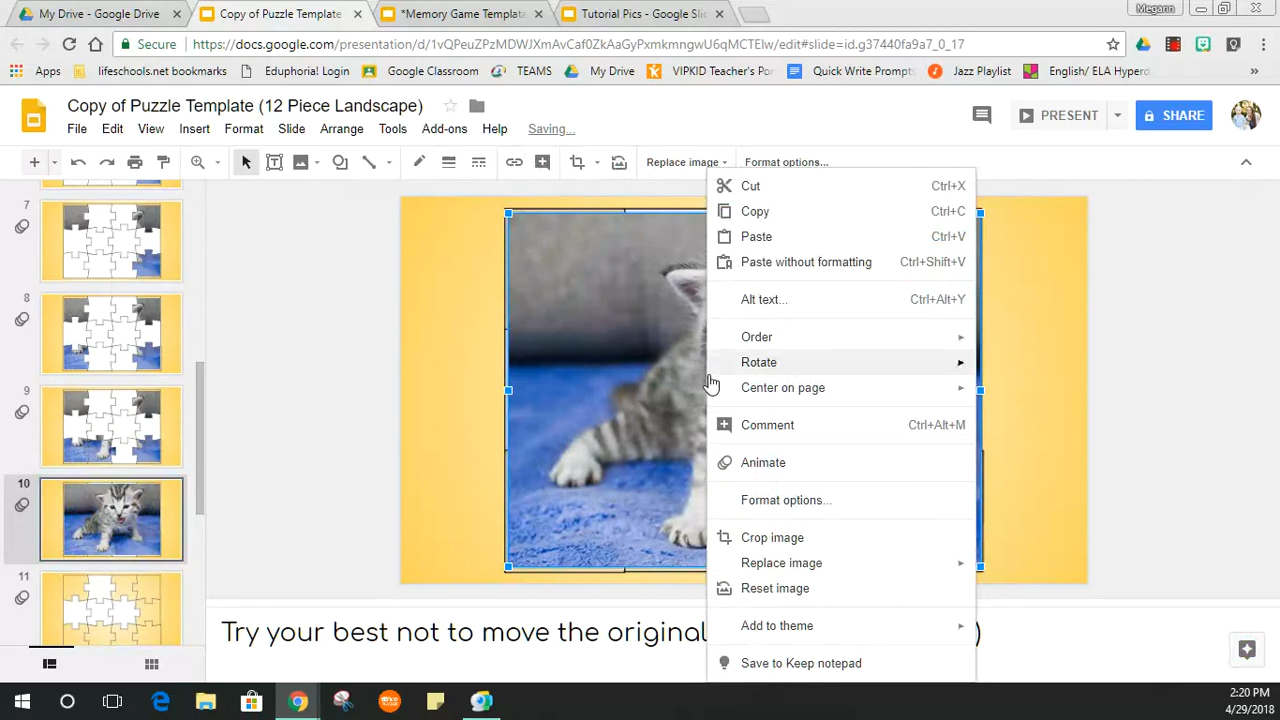 My Drive - Google Drive
Copy of Puzzle Template
*Memory Game Template
Tutorial Pics - Google Slid
Megann
Secure
https://docs.google.com/presentation/d/1vQPeuZPzMDWJXmAvCaf0ZkAaGyPxmkmngwU6qMCTElw/edit#slide=id.g37440fa9a7_0_17
Apps
lifeschools.net bookmarks
Eduphoria! Login
Google Classroom
TEAMS
My Drive
VIPKID Teacher's Por
Quick Write Prompts
Jazz Playlist
English/ ELA Hyperd
»
Copy of Puzzle Template (12 Piece Landscape)
PRESENT
SHARE
File
Edit
View
Insert
Format
Slide
Arrange
Tools
Add-ons
Help
Saving...
Replace image
Format options...
Cut Ctrl+X
Copy Ctrl+C
Paste Ctrl+V
Paste without formatting Ctrl+Shift+V
Alt text... Ctrl+Alt+Y
Order
Rotate
Center on page
Comment Ctrl+Alt+M
Animate
Format options...
Crop image
Replace image
Reset image
Add to theme
Save to Keep notepad
7
8
9
10
11
Try your best not to move the original )
2:20 PM
4/29/2018